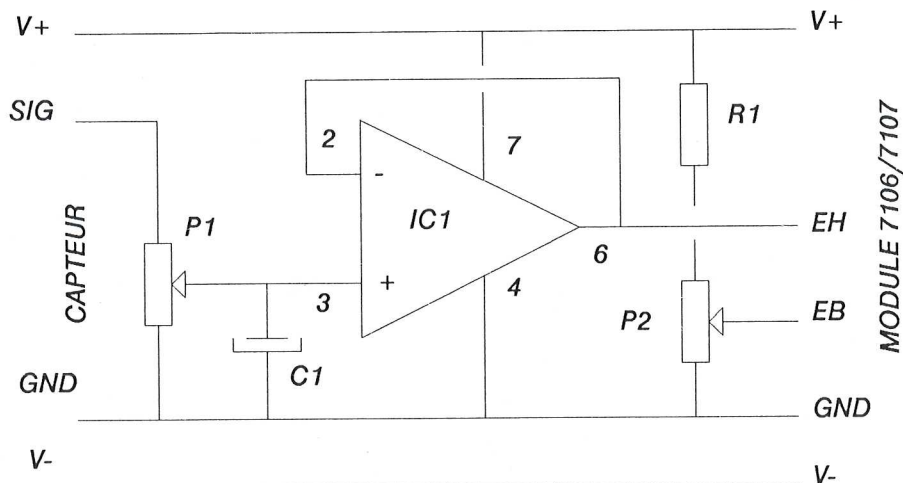 V+
V+
SIG
R1
2
7
-
P1
IC1
CAPTEUR
MODULE 7106/7107
EH
6
+
3
4
P2
EB
C1
GND
GND
V-
V-